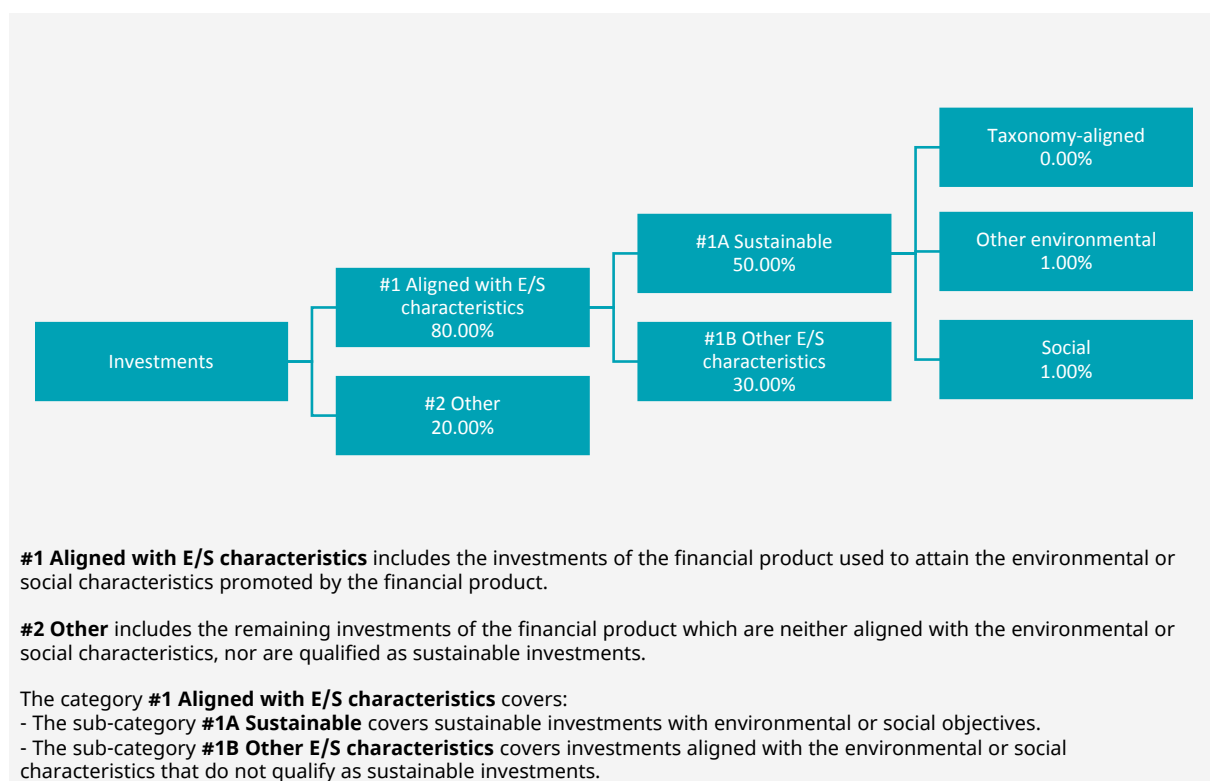 Taxonomy-aligned
0.00%
#1A Sustainable
50.00%
Other environmental
1.00%
#1 Aligned with E/S
characteristics
80.00%
Investments
#1B Other E/S
characteristics
30.00%
Social
1.00%
#2 Other
20.00%
#1 Aligned with E/S characteristics includes the investments of the financial product used to attain the environmental or
social characteristics promoted by the financial product.
#2 Other includes the remaining investments of the financial product which are neither aligned with the environmental or
social characteristics, nor are qualified as sustainable investments.
The category #1 Aligned with E/S characteristics covers:
- The sub-category #1A Sustainable covers sustainable investments with environmental or social objectives.
- The sub-category #1B Other E/S characteristics covers investments aligned with the environmental or social
characteristics that do not qualify as sustainable investments.